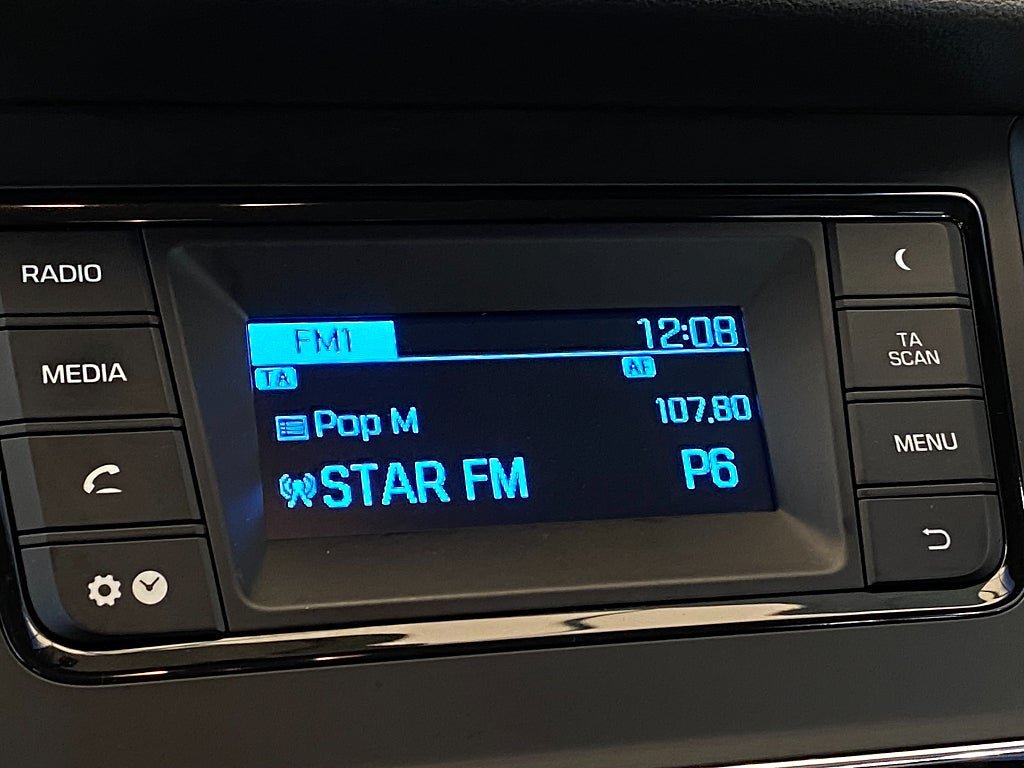 RADIO
MEDIA
FM1 12:08
TA AF
Pop M 107.80
STAR FM P6
TA
SCAN
MENU